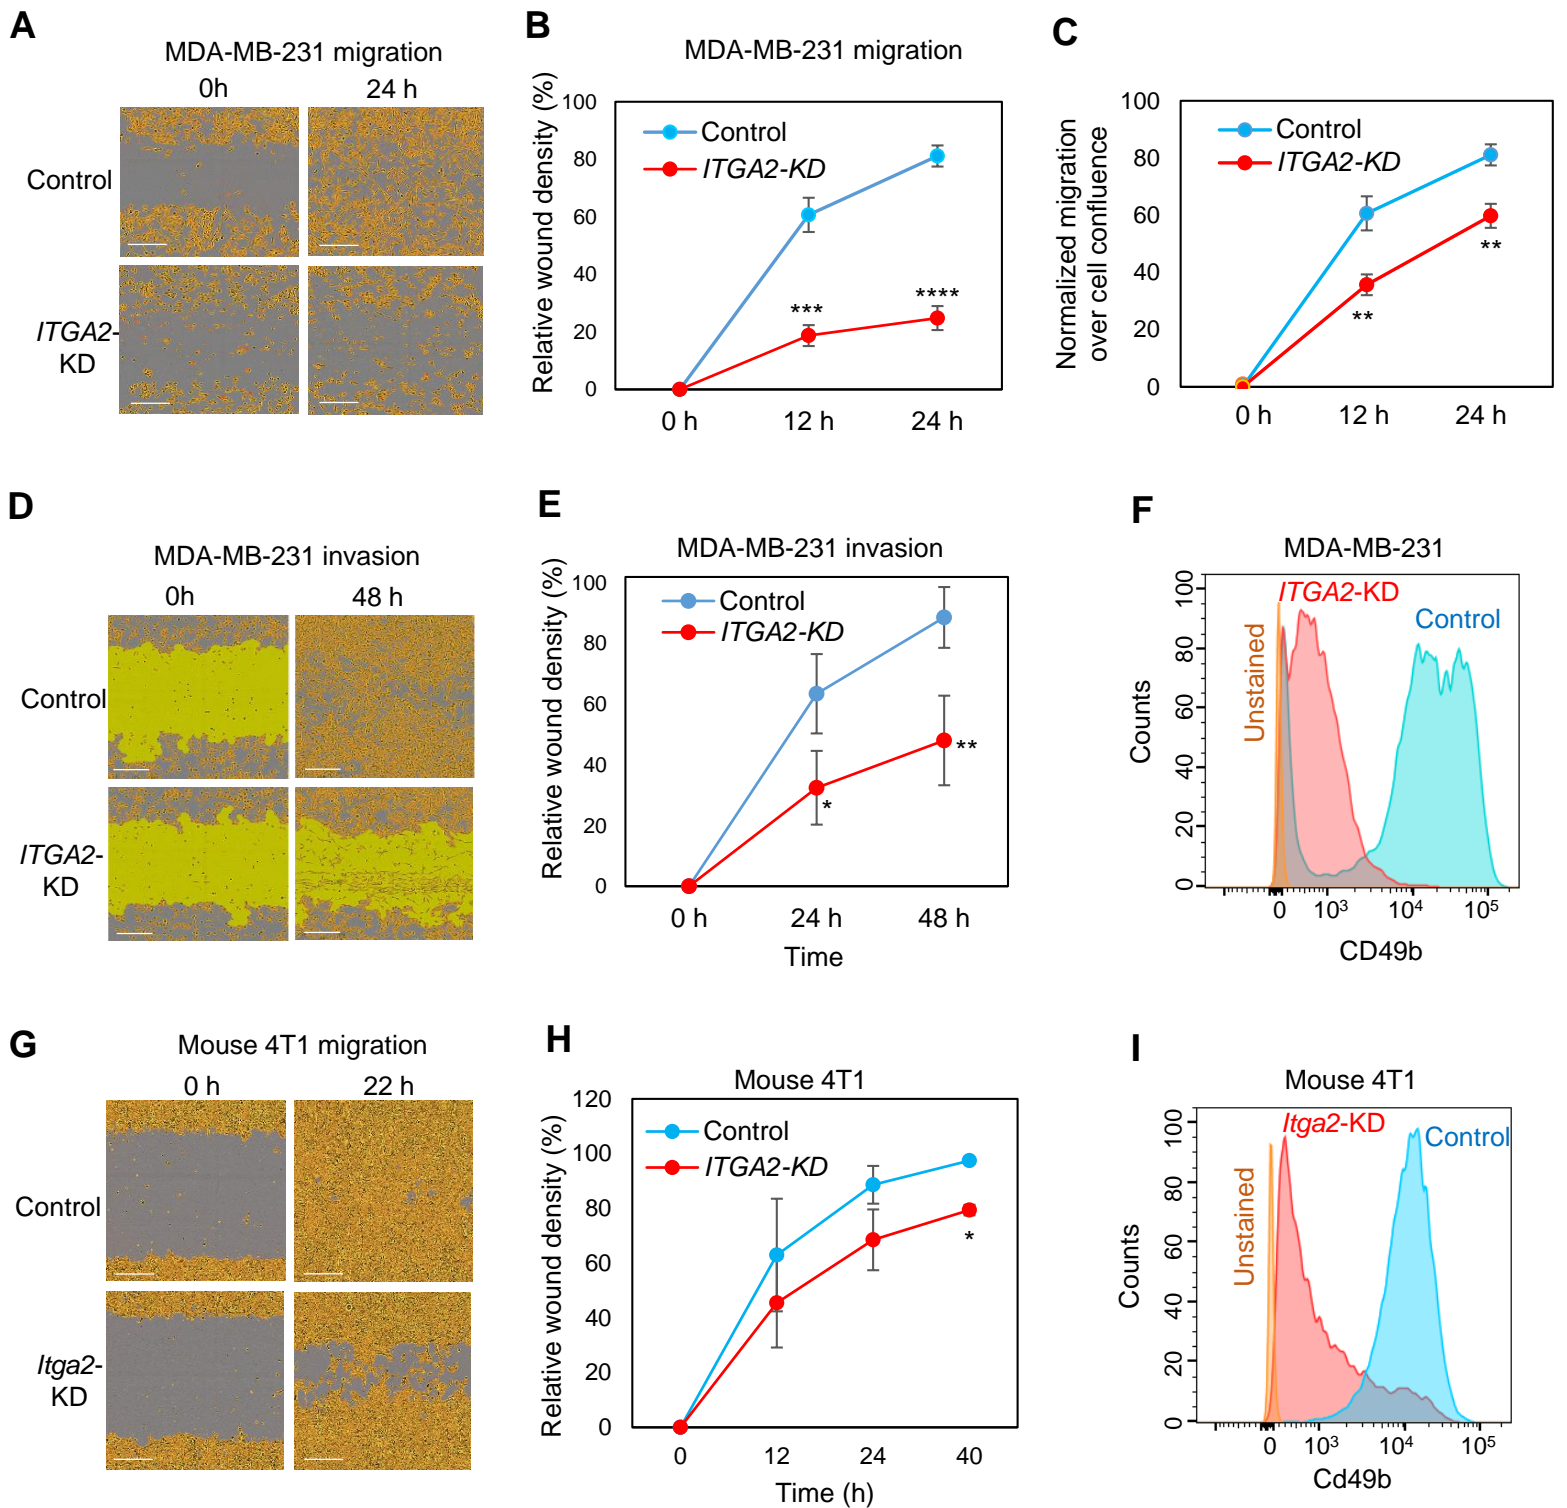 A
MDA-MB-231 migration
0h
24 h
Control
ITGA2-
KD
B
MDA-MB-231 migration
Relative wound density (%)
100
80
60
40
20
0
Control
ITGA2-KD
***
****
0 h
12 h
24 h
C
Normalized migration
over cell confluence
100
80
60
40
20
0
Control
ITGA2-KD
**
**
0 h
12 h
24 h
D
MDA-MB-231 invasion
0h
48 h
Control
ITGA2-
KD
E
MDA-MB-231 invasion
Relative wound density (%)
100
80
60
40
20
0
Control
ITGA2-KD
*
**
0 h
24 h
48 h
Time
F
MDA-MB-231
Counts
100
80
60
40
20
0
Unstained
ITGA2-KD
Control
0
10³
10⁴
10⁵
CD49b
G
Mouse 4T1 migration
0 h
22 h
Control
Itga2-
KD
H
Mouse 4T1
Relative wound density (%)
120
100
80
60
40
20
0
Control
ITGA2-KD
*
0
12
24
40
Time (h)
I
Mouse 4T1
Counts
100
80
60
40
20
0
Unstained
Itga2-KD
Control
0
10³
10⁴
10⁵
Cd49b